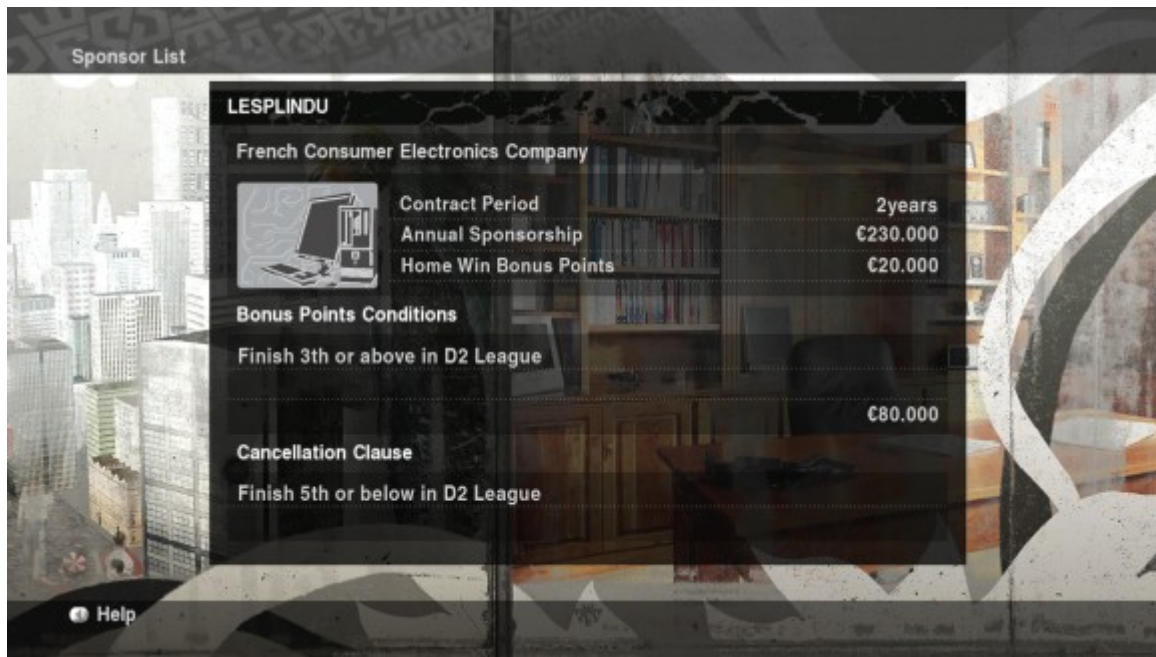 Sponsor List
LESPLINDU
French Consumer Electronics Company
Contract Period 2years
Annual Sponsorship €230.000
Home Win Bonus Points €20.000
Bonus Points Conditions
Finish 3th or above in D2 League
€80.000
Cancellation Clause
Finish 5th or below in D2 League
Help